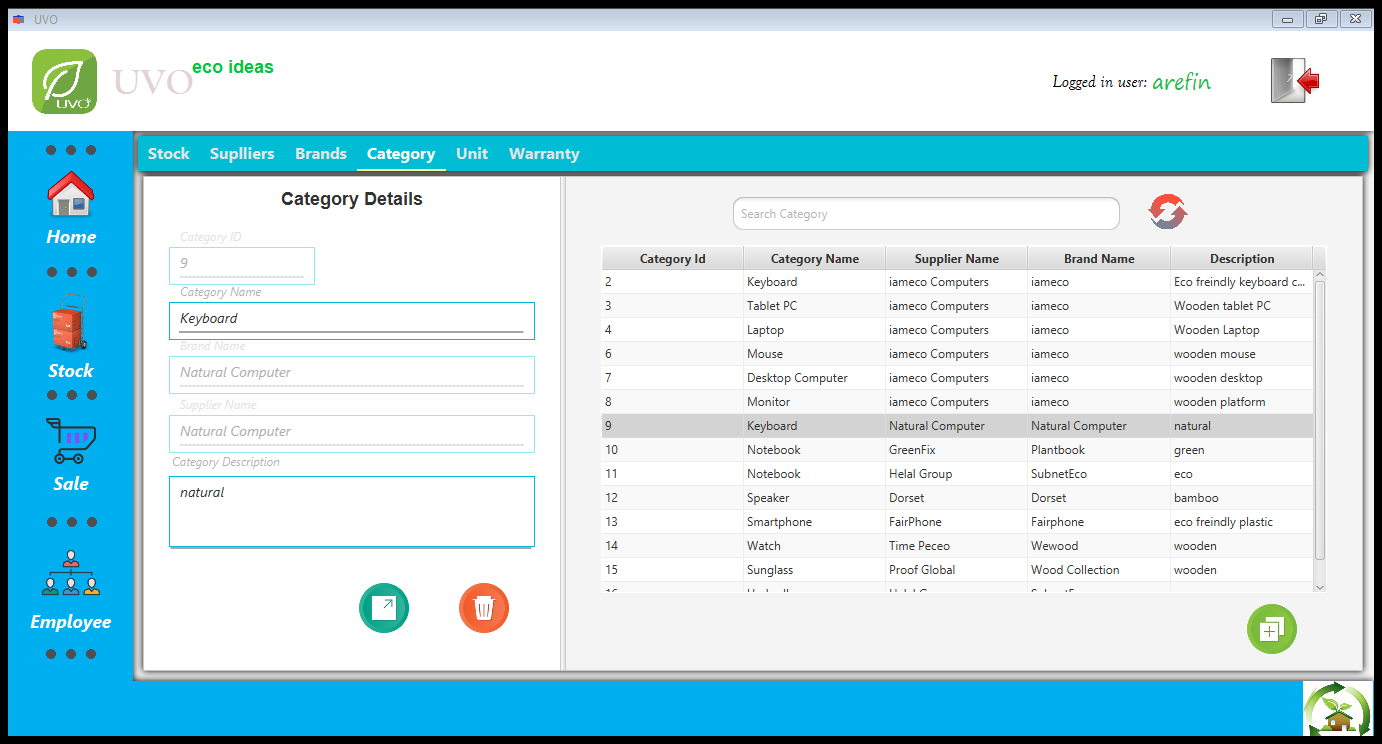 UVO
UVO
UVO
eco ideas
Logged in user: arefin
Home
Stock
Sale
Employee
Stock Suplliers Brands Category Unit Warranty
Category Details
Category ID
9
Category Name
Keyboard
Brand Name
Natural Computer
Supplier Name
Natural Computer
Category Description
natural
Search Category
Category Id Category Name Supplier Name Brand Name Description
2 Keyboard iameco Computers iameco Eco freindly keyboard c...
3 Tablet PC iameco Computers iameco Wooden tablet PC
4 Laptop iameco Computers iameco Wooden Laptop
6 Mouse iameco Computers iameco wooden mouse
7 Desktop Computer iameco Computers iameco wooden desktop
8 Monitor iameco Computers iameco wooden platform
9 Keyboard Natural Computer Natural Computer natural
10 Notebook GreenFix Plantbook green
11 Notebook Helal Group SubnetEco eco
12 Speaker Dorset Dorset bamboo
13 Smartphone FairPhone Fairphone eco freindly plastic
14 Watch Time Peceo Wewood wooden
15 Sunglass Proof Global Wood Collection wooden